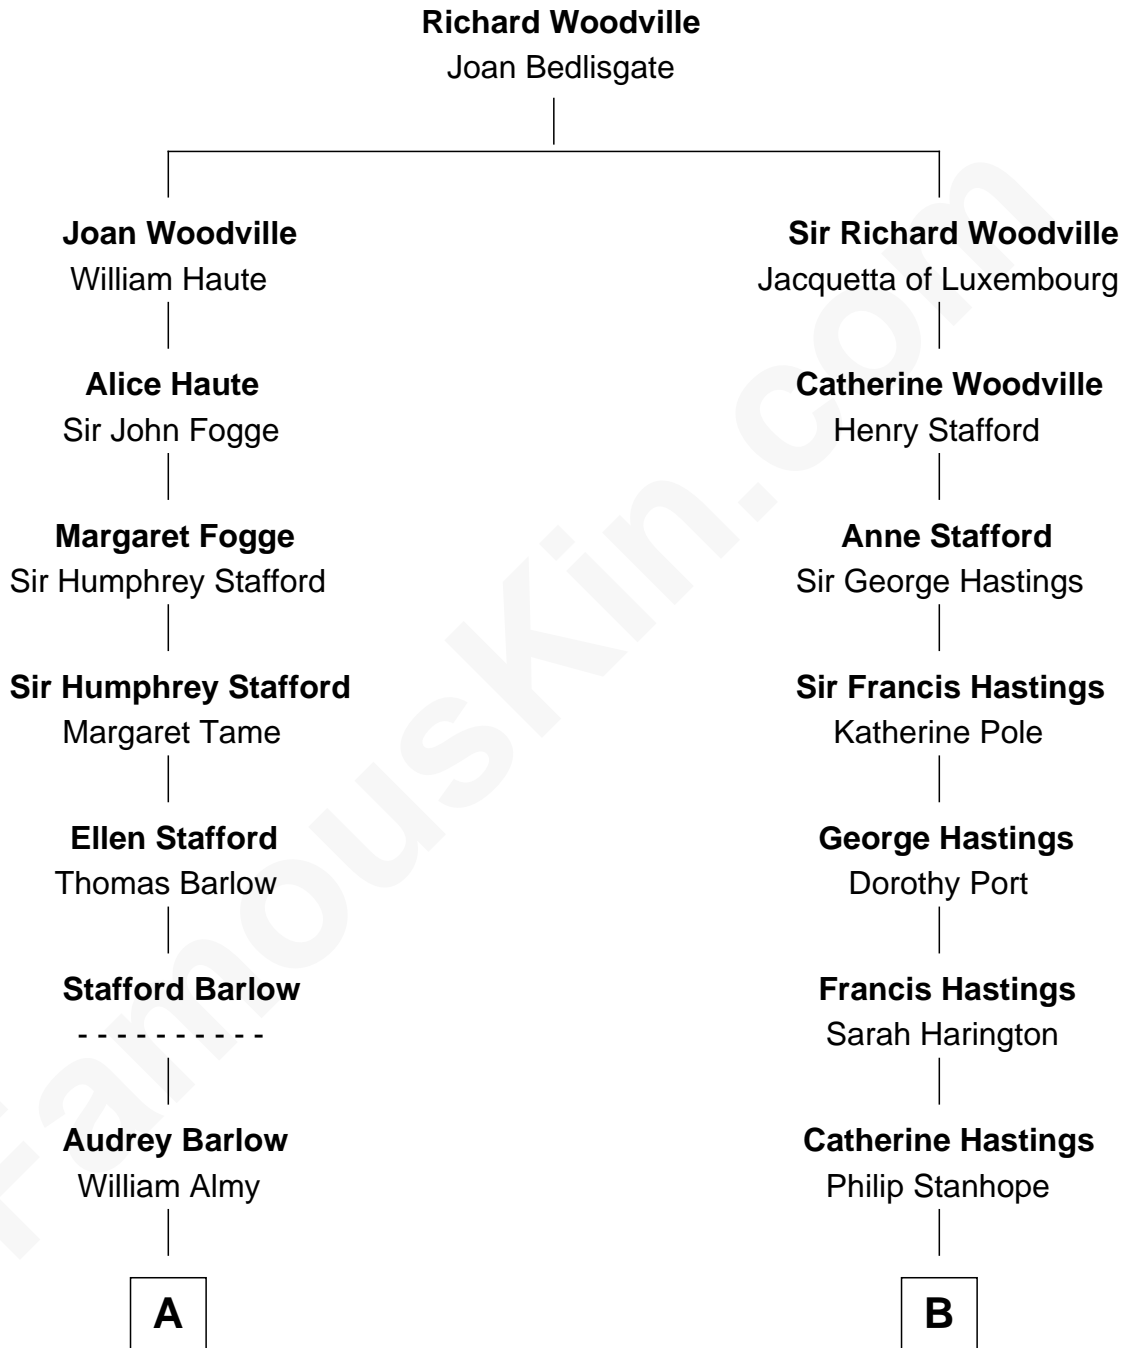 Richard Woodville
Joan Bedlisgate
Joan Woodville
William Haute
Sir Richard Woodville
Jacquetta of Luxembourg
Alice Haute
Sir John Fogge
Catherine Woodville
Henry Stafford
Margaret Fogge
Sir Humphrey Stafford
Anne Stafford
Sir George Hastings
Sir Humphrey Stafford
Margaret Tame
Sir Francis Hastings
Katherine Pole
Ellen Stafford
Thomas Barlow
George Hastings
Dorothy Port
Stafford Barlow
- - - - - - - - - -
Francis Hastings
Sarah Harington
Audrey Barlow
William Almy
Catherine Hastings
Philip Stanhope
A
B
FamousKin.com